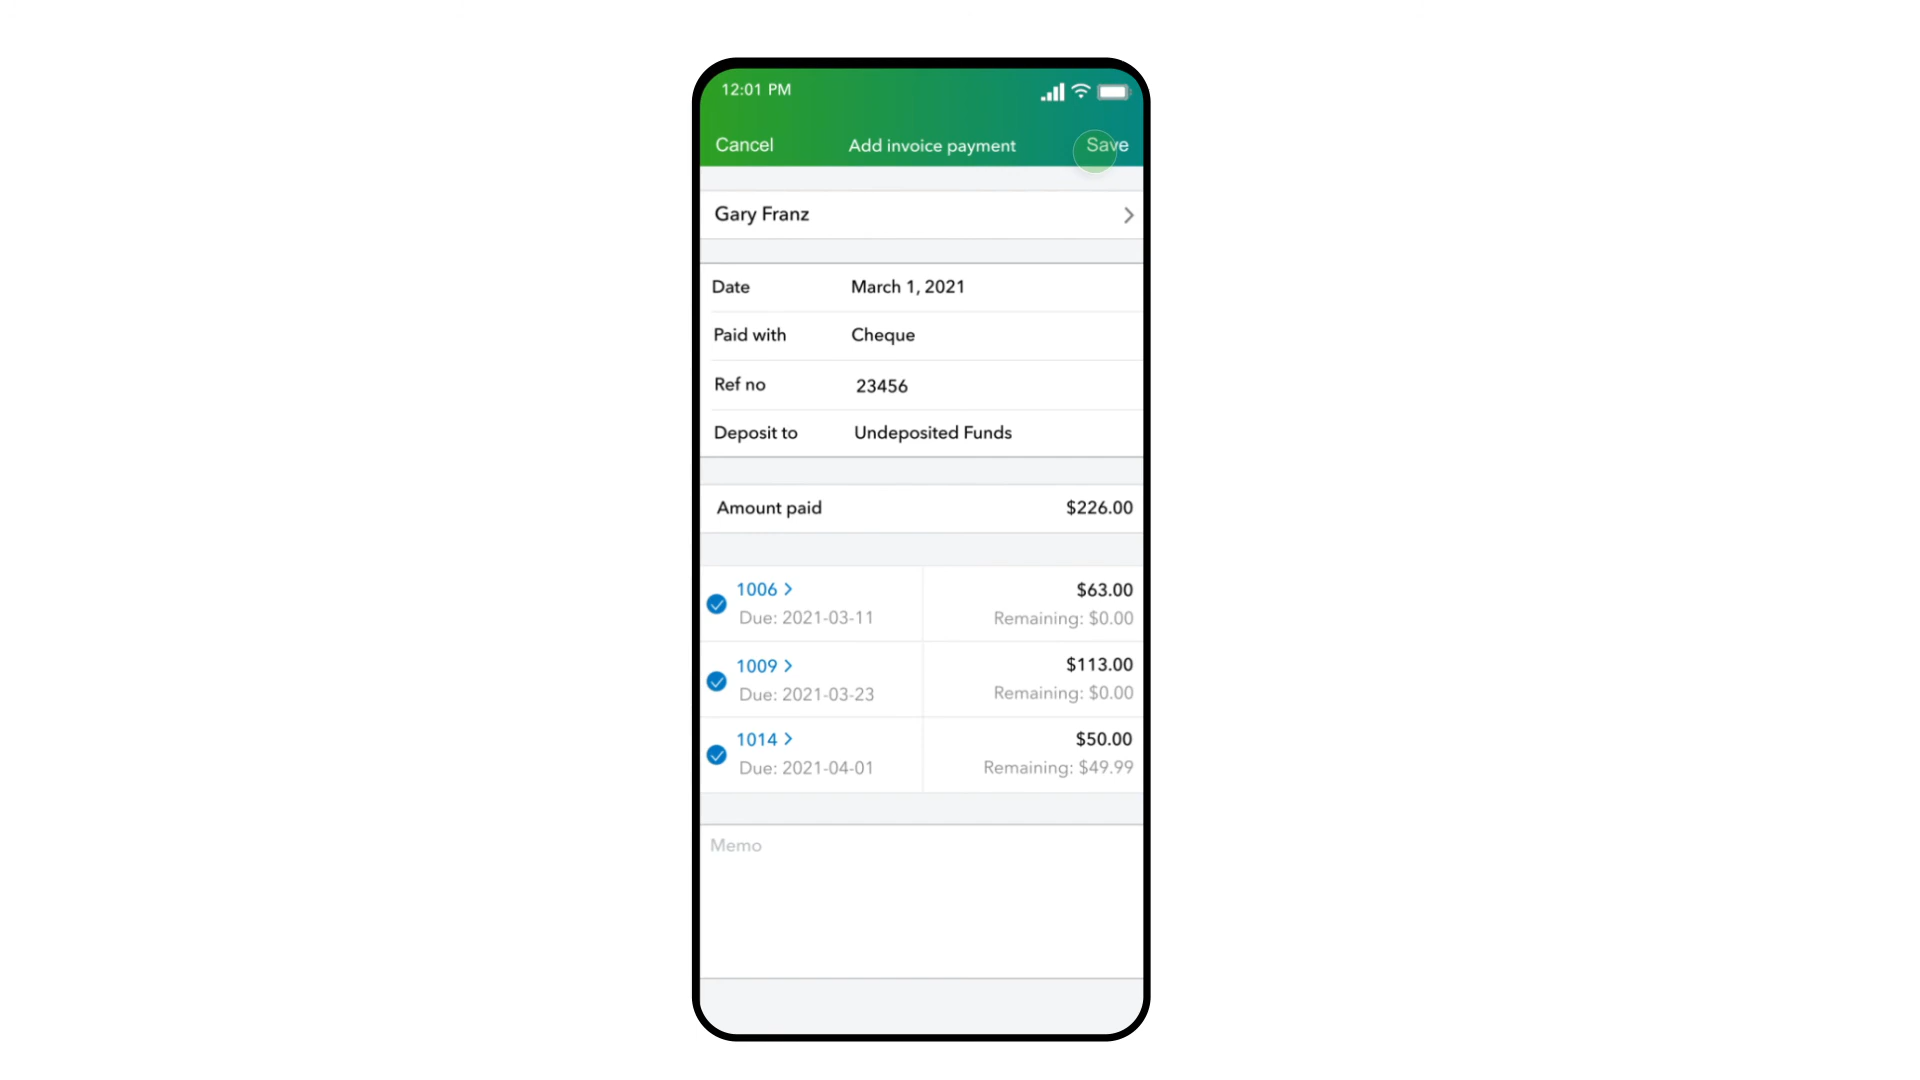 12:01 PM
Cancel Add invoice payment Save
Gary Franz
Date March 1, 2021
Paid with Cheque
Ref no 23456
Deposit to Undeposited Funds
Amount paid $226.00
1006 $63.00
Due: 2021-03-11 Remaining: $0.00
1009 $113.00
Due: 2021-03-23 Remaining: $0.00
1014 $50.00
Due: 2021-04-01 Remaining: $49.99
Memo